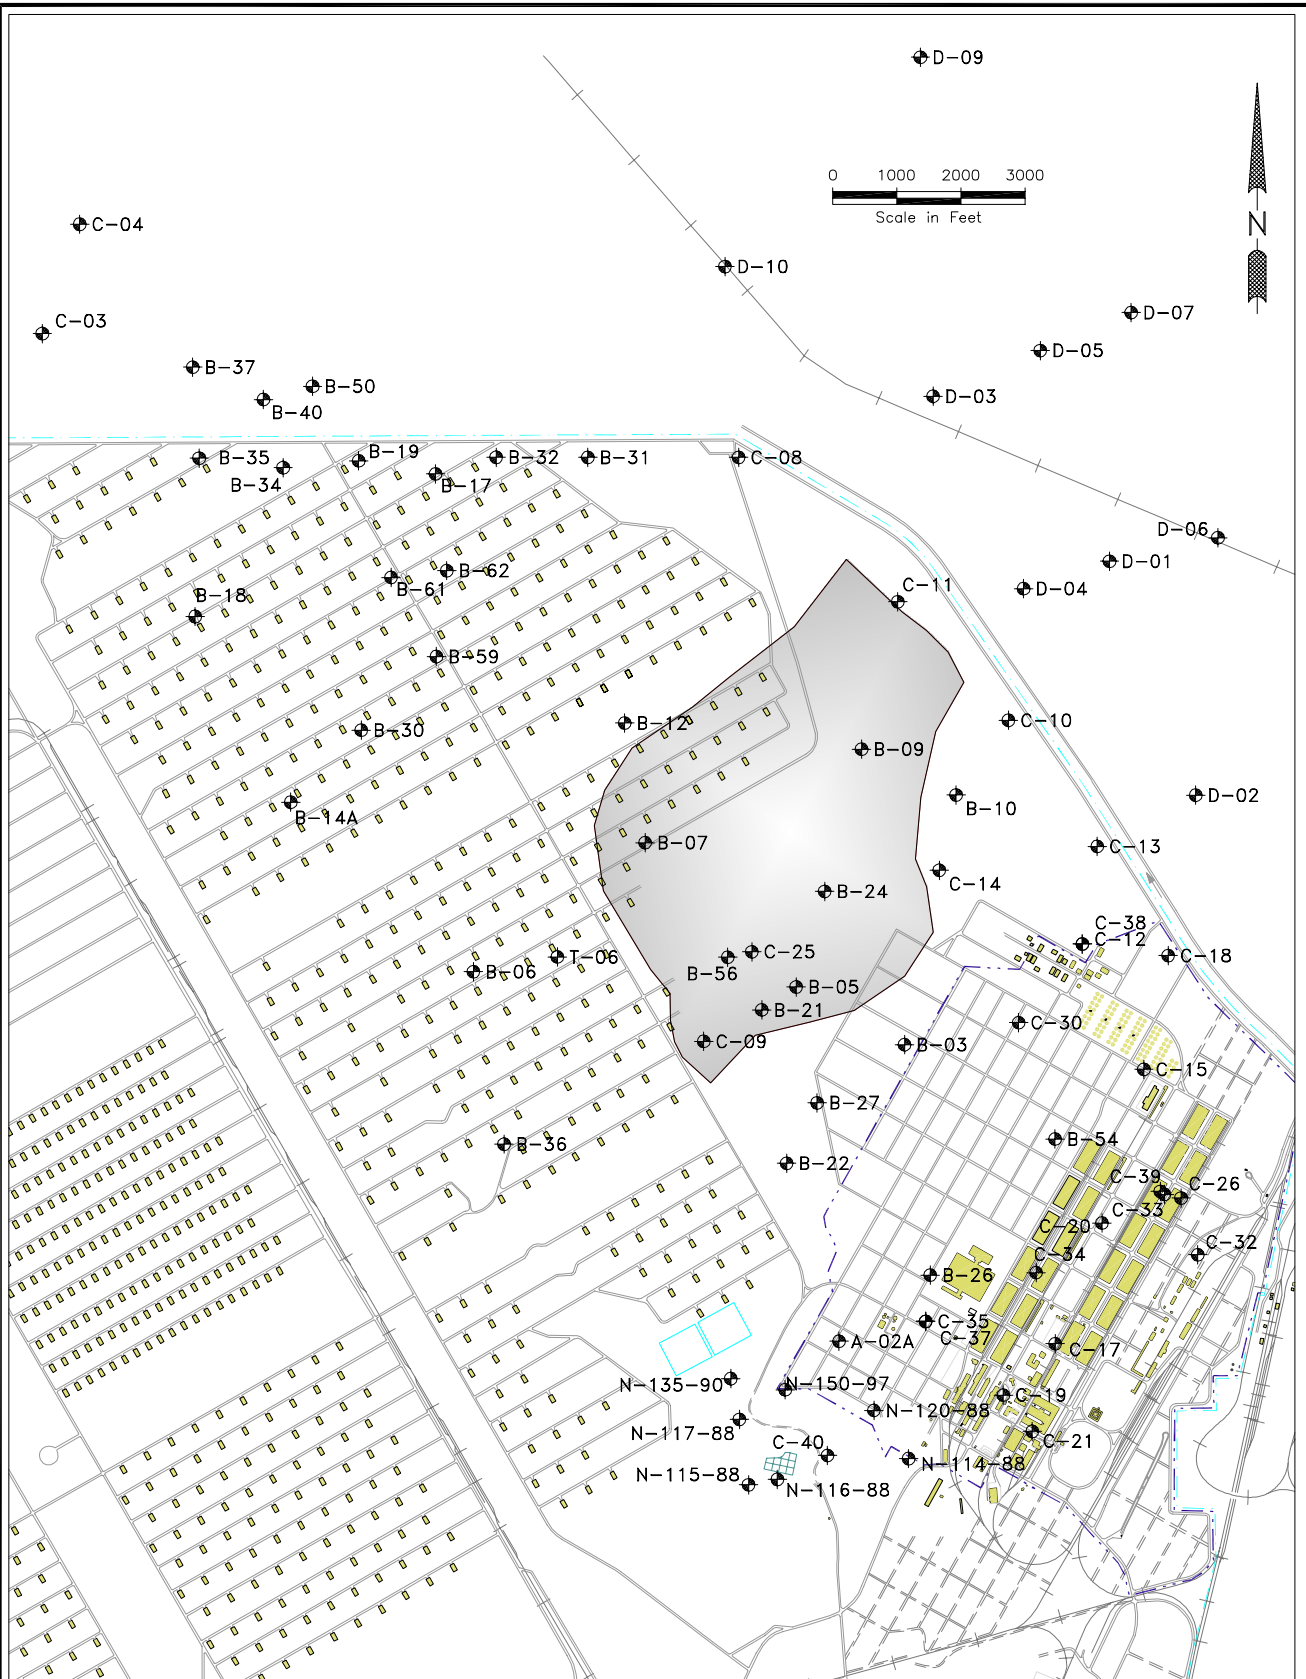 D-09
0 1000 2000 3000
Scale in Feet
N
C-04
D-10
D-07
C-03
D-05
B-37
B-50
D-03
B-40
B-35
B-19
B-32
B-31
C-08
B-34
B-17
D-06
D-01
B-62
B-61
D-04
B-18
C-11
B-59
B-12
C-10
B-30
B-09
B-10
D-02
B-14A
B-07
C-13
C-14
B-24
C-38
C-12
C-25
T-06
C-18
B-56
B-06
B-05
B-21
C-30
C-09
B-03
C-15
B-27
B-54
B-36
B-22
C-39
C-26
C-33
C-20
C-32
C-34
B-26
C-35
C-37
A-02A
C-17
N-135-90
N-150-97
C-19
N-120-88
N-117-88
C-21
C-40
N-114-88
N-115-88
N-116-88